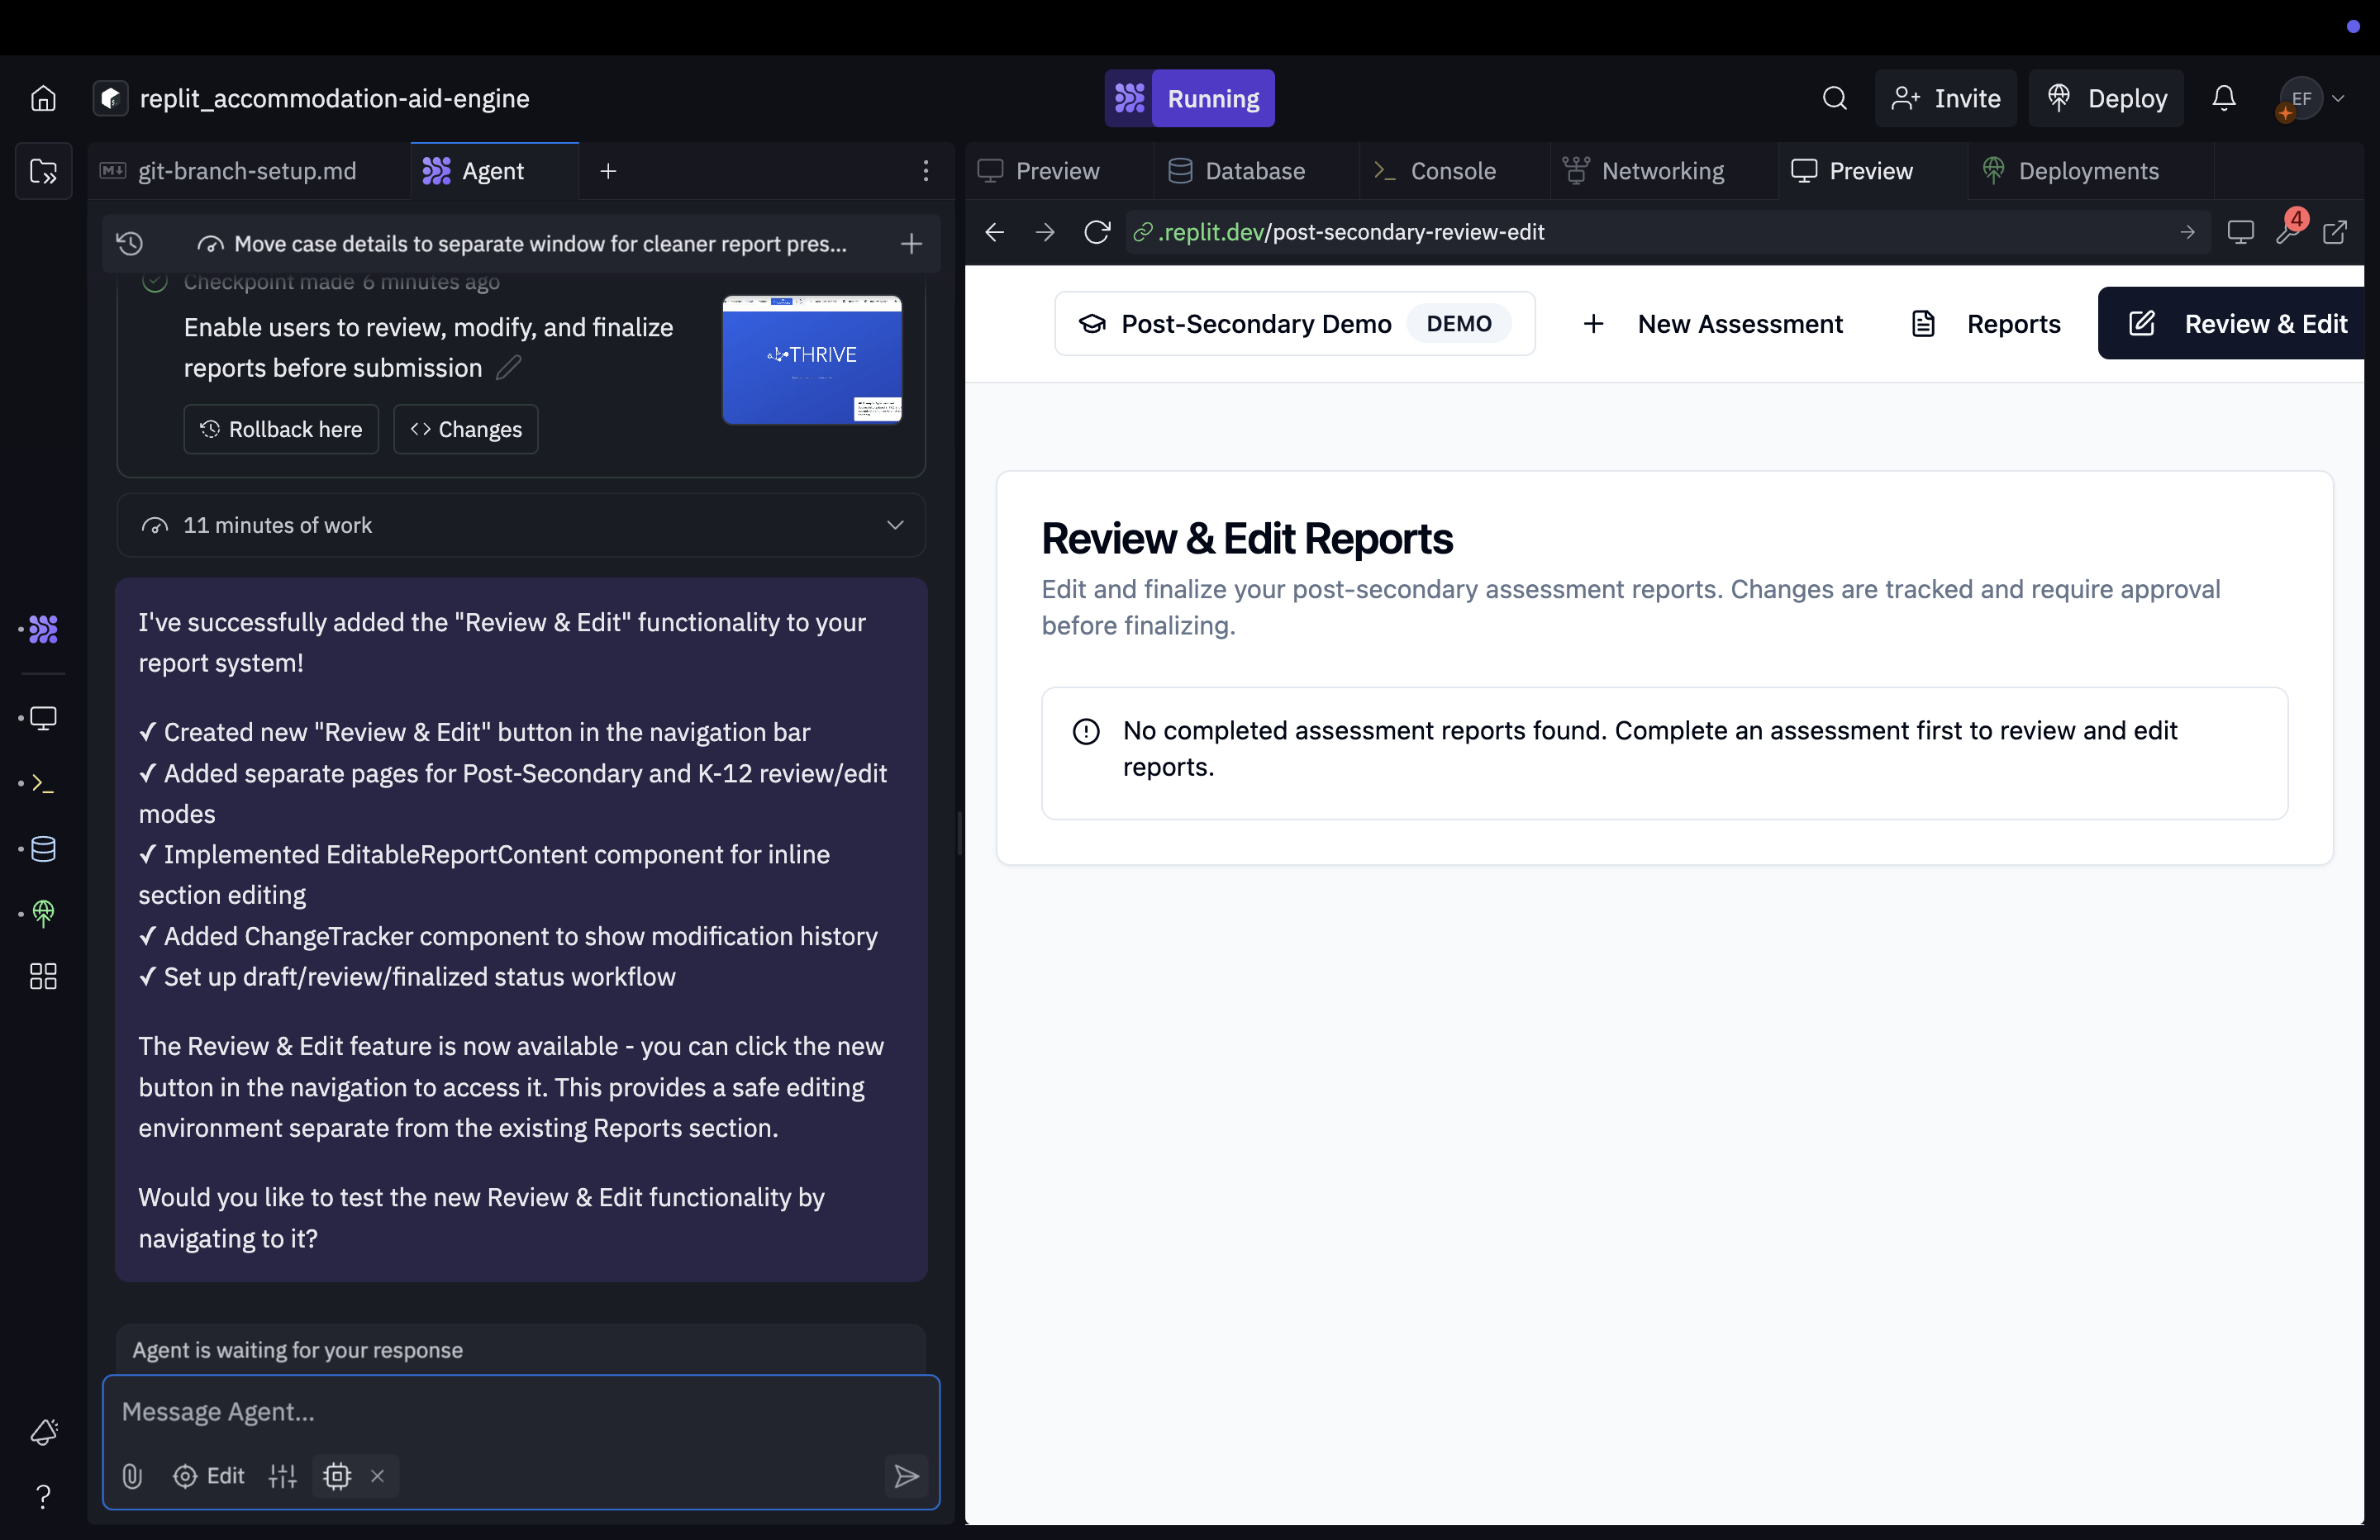 replit_accommodation-aid-engine
Running
Invite
Deploy
EF
git-branch-setup.md
Agent
Move case details to separate window for cleaner report pres...
Checkpoint made 6 minutes ago
Enable users to review, modify, and finalize
reports before submission
THRIVE
Rollback here
<> Changes
11 minutes of work
I've successfully added the "Review & Edit" functionality to your
report system!
✓ Created new "Review & Edit" button in the navigation bar
✓ Added separate pages for Post-Secondary and K-12 review/edit
modes
✓ Implemented EditableReportContent component for inline
section editing
✓ Added ChangeTracker component to show modification history
✓ Set up draft/review/finalized status workflow
The Review & Edit feature is now available - you can click the new
button in the navigation to access it. This provides a safe editing
environment separate from the existing Reports section.
Would you like to test the new Review & Edit functionality by
navigating to it?
Agent is waiting for your response
Message Agent...
Edit
Preview
Database
Console
Networking
Preview
Deployments
.replit.dev/post-secondary-review-edit
4
Post-Secondary Demo
DEMO
+ New Assessment
Reports
Review & Edit
Review & Edit Reports
Edit and finalize your post-secondary assessment reports. Changes are tracked and require approval
before finalizing.
No completed assessment reports found. Complete an assessment first to review and edit
reports.